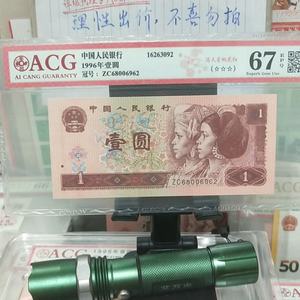 理性出价,不喜勿拍
ACG
AI CANG GUARANTY
中国人民银行
1996年壹圆
冠号: ZC68006962
16263092
(☆☆☆)
67 EPQ
Superb Gem Unc
中国人民银行
1
壹圆
1
ZC68006962
ACG
50